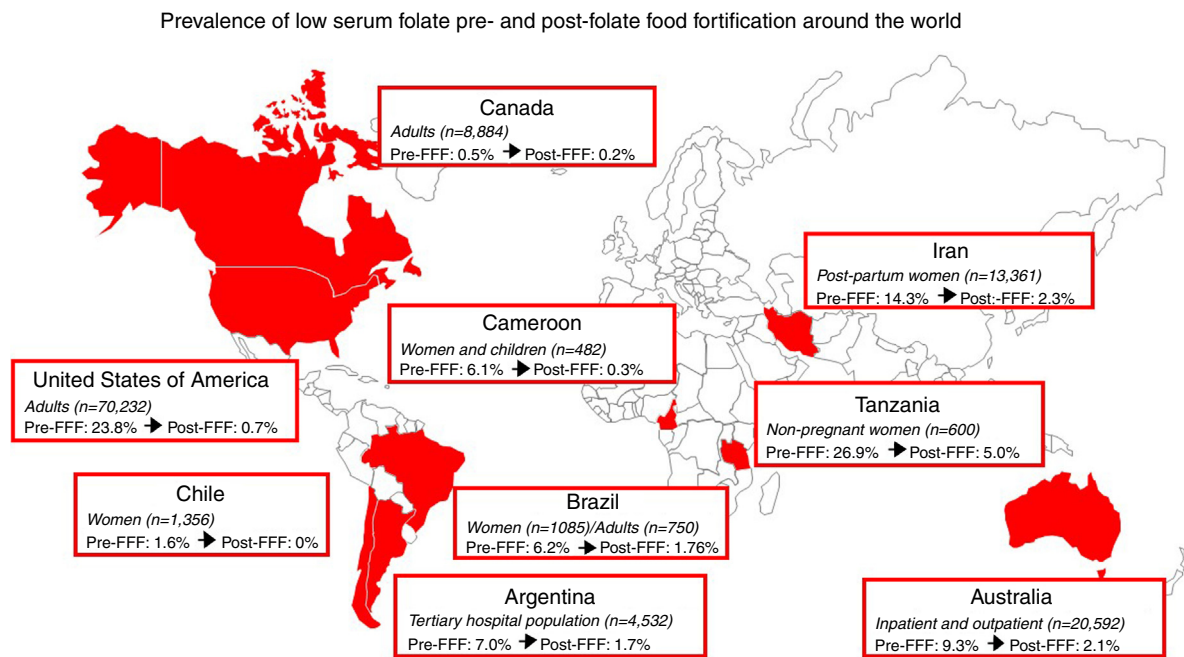 Prevalence of low serum folate pre- and post-folate food fortification around the world
Canada
Adults (n=8,884)
Pre-FFF: 0.5% → Post-FFF: 0.2%
Iran
Post-partum women (n=13,361)
Pre-FFF: 14.3% → Post:-FFF: 2.3%
Cameroon
Women and children (n=482)
Pre-FFF: 6.1% → Post-FFF: 0.3%
United States of America
Adults (n=70,232)
Pre-FFF: 23.8% → Post-FFF: 0.7%
Tanzania
Non-pregnant women (n=600)
Pre-FFF: 26.9% → Post-FFF: 5.0%
Chile
Women (n=1,356)
Pre-FFF: 1.6% → Post-FFF: 0%
Brazil
Women (n=1085)/Adults (n=750)
Pre-FFF: 6.2% → Post-FFF: 1.76%
Argentina
Tertiary hospital population (n=4,532)
Pre-FFF: 7.0% → Post-FFF: 1.7%
Australia
Inpatient and outpatient (n=20,592)
Pre-FFF: 9.3% → Post-FFF: 2.1%